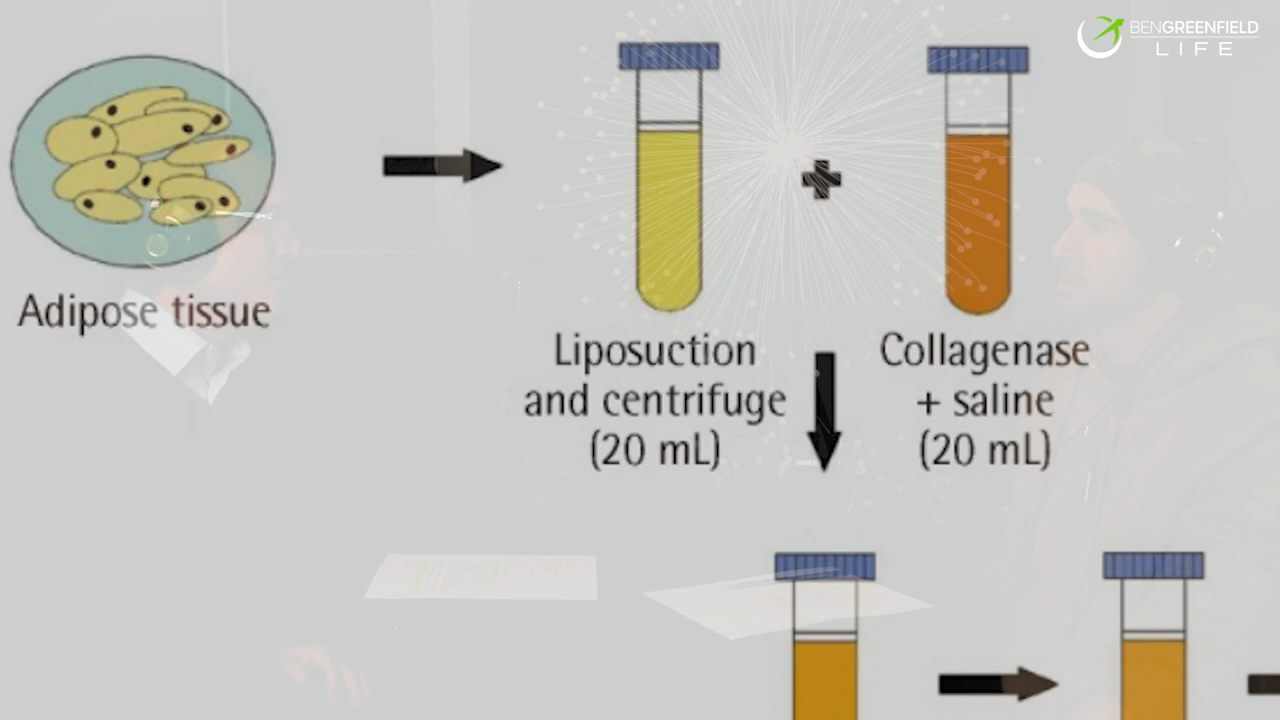 BENGREENFIELD
LIFE
Adipose tissue
Liposuction
and centrifuge
(20 mL)
Collagenase
+ saline
(20 mL)